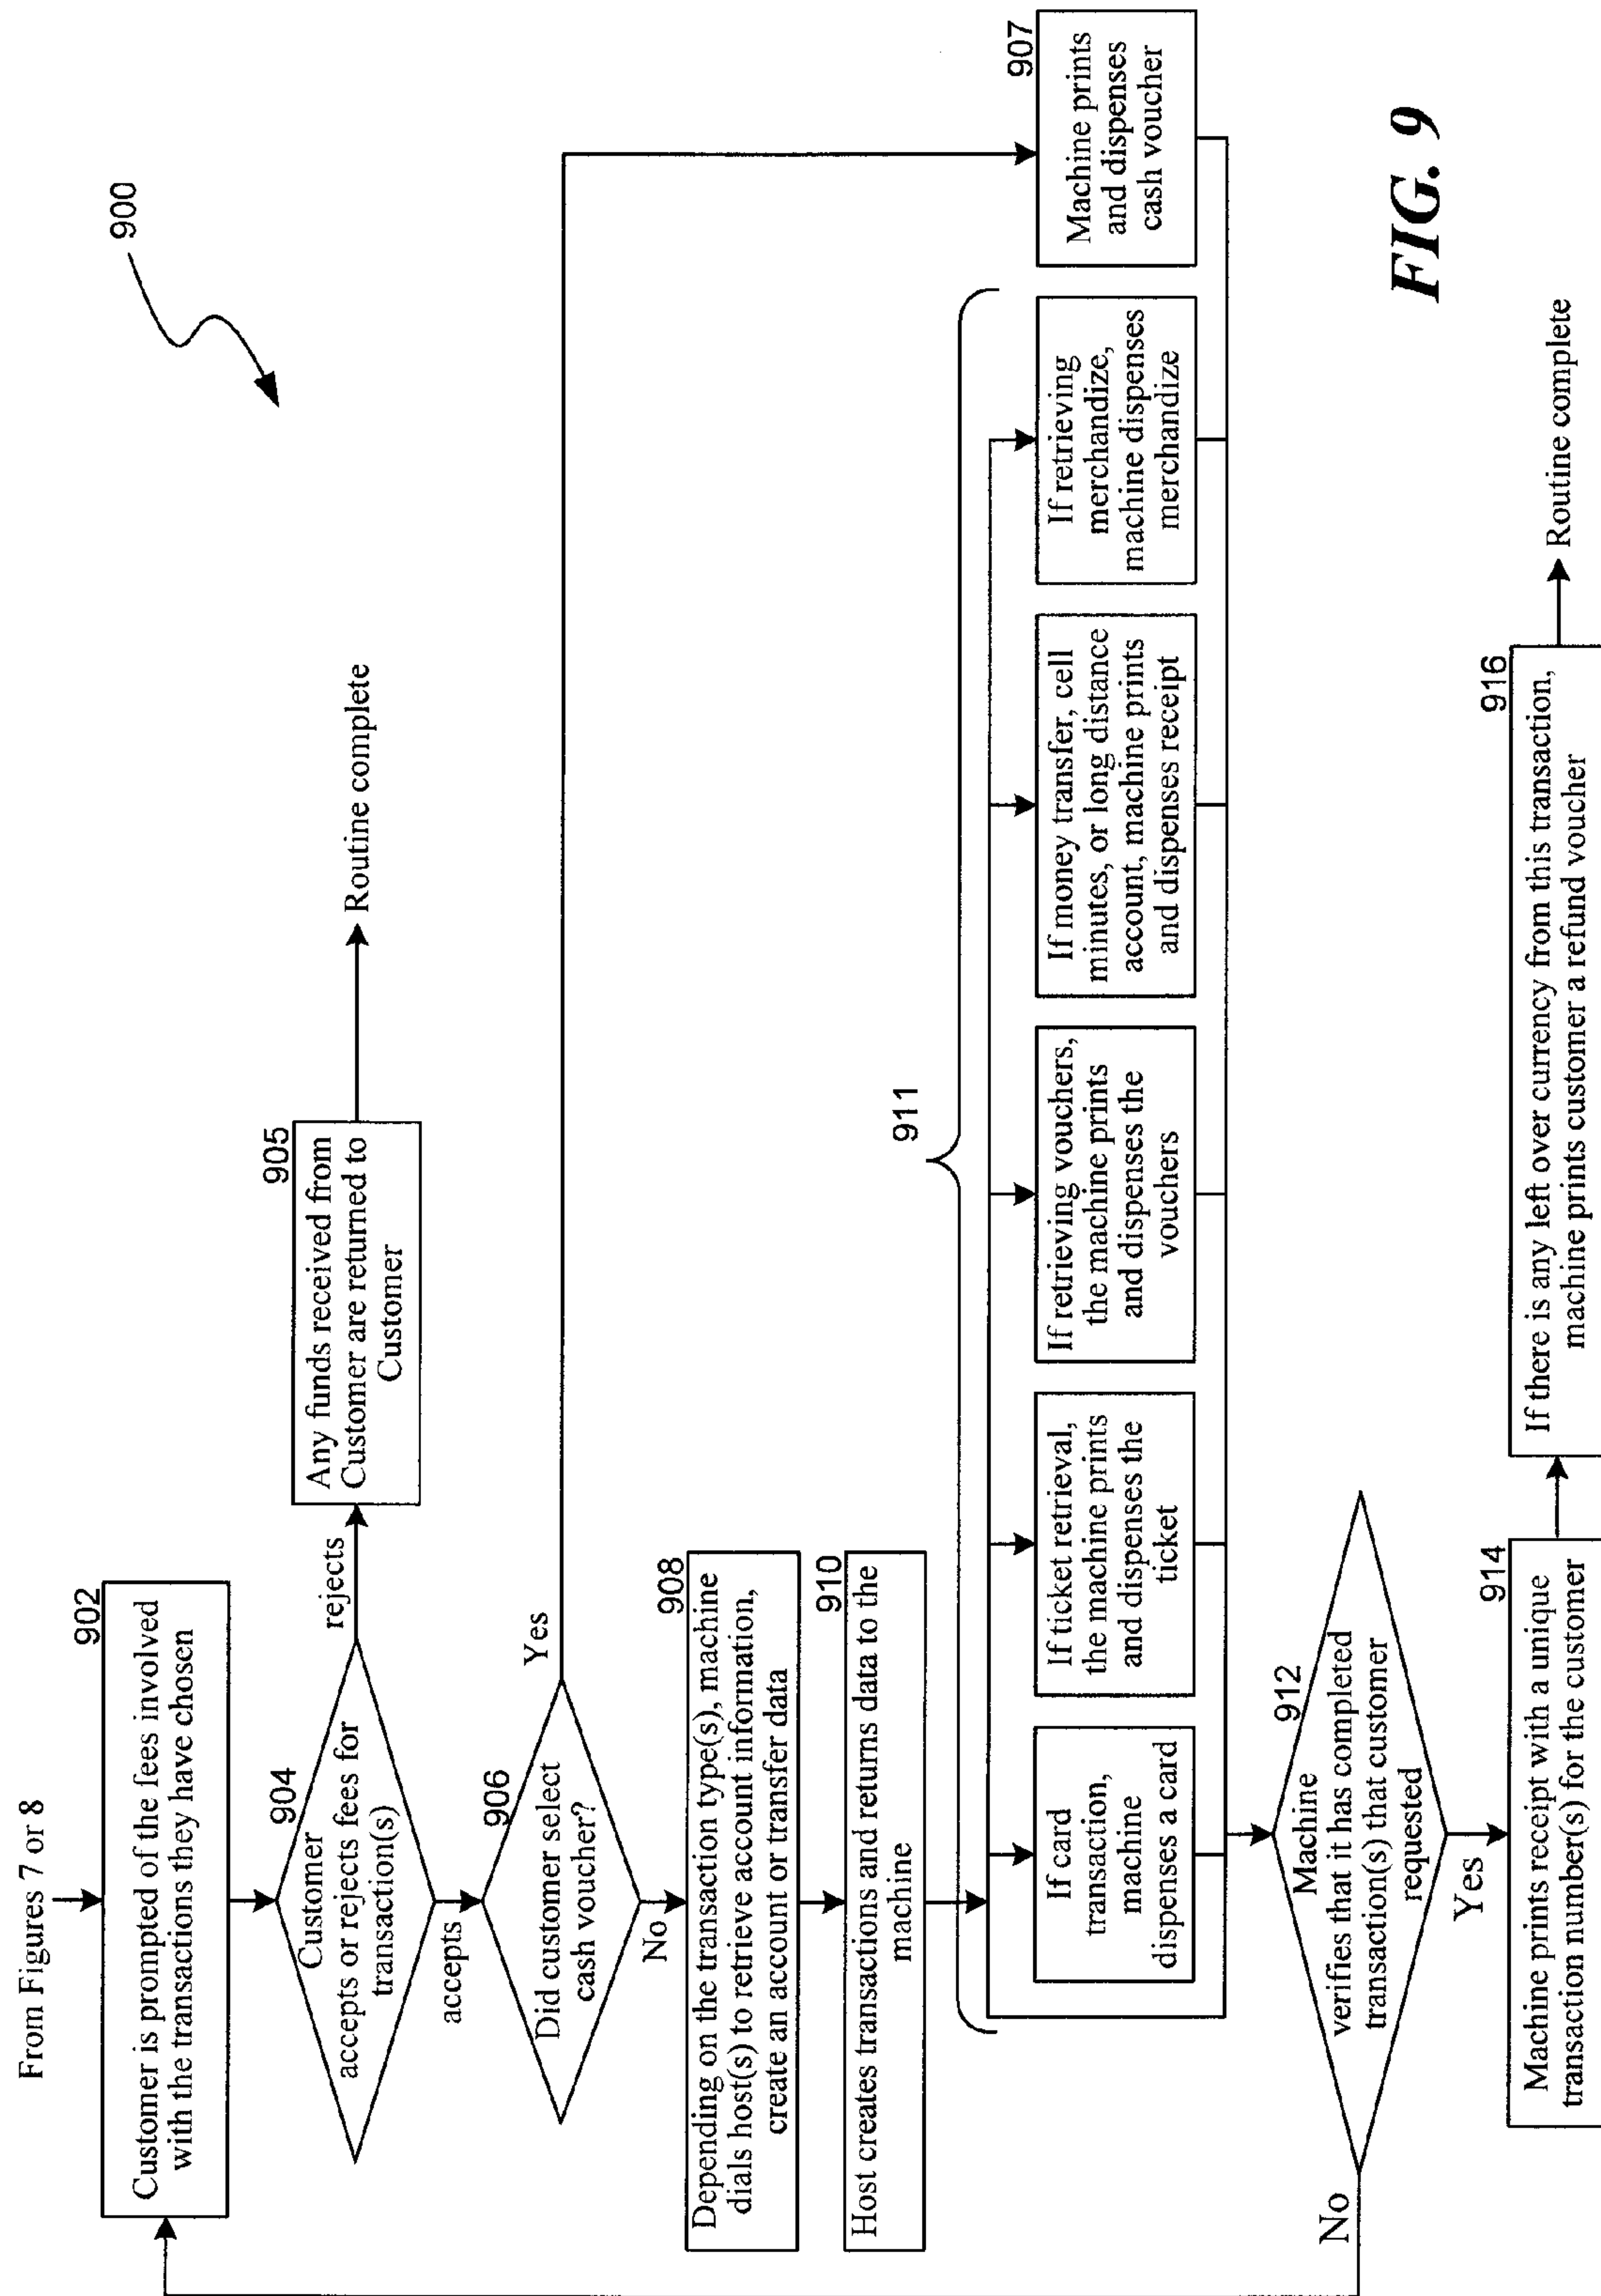 From Figures 7 or 8
900
902
Customer is prompted of the fees involved
with the transactions they have chosen
904
Customer
accepts or rejects fees for
transaction(s)
rejects
905
Any funds received from
Customer are returned to
Customer
Routine complete
accepts
906
Did customer select
cash voucher?
Yes
No
908
Depending on the transaction type(s), machine
dials host(s) to retrieve account information,
create an account or transfer data
910
Host creates transactions and returns data to the
machine
911
If card
transaction,
machine
dispenses a card
If ticket retrieval,
the machine prints
and dispenses the
ticket
If retrieving vouchers,
the machine prints
and dispenses the
vouchers
If money transfer, cell
minutes, or long distance
account, machine prints
and dispenses receipt
If retrieving
merchandize,
machine dispenses
merchandize
907
Machine prints
and dispenses
cash voucher
912
Machine
verifies that it has completed
transaction(s) that customer
requested
No
Yes
914
Machine prints receipt with a unique
transaction number(s) for the customer
916
If there is any left over currency from this transaction,
machine prints customer a refund voucher
Routine complete
FIG. 9